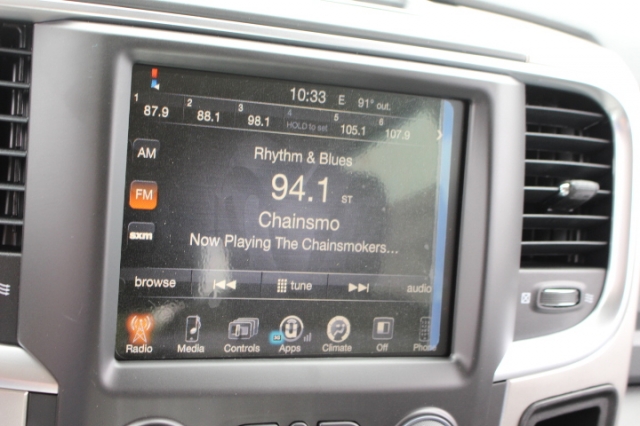 10:33 E 91° out.
1 87.9 2 88.1 3 98.1 4 HOLD to set 5 105.1 6 107.9
AM
Rhythm & Blues
FM
94.1 ST
Chainsmo
sxm
Now Playing The Chainsmokers...
browse tune audio
Radio Media Controls Apps Climate Off Phone